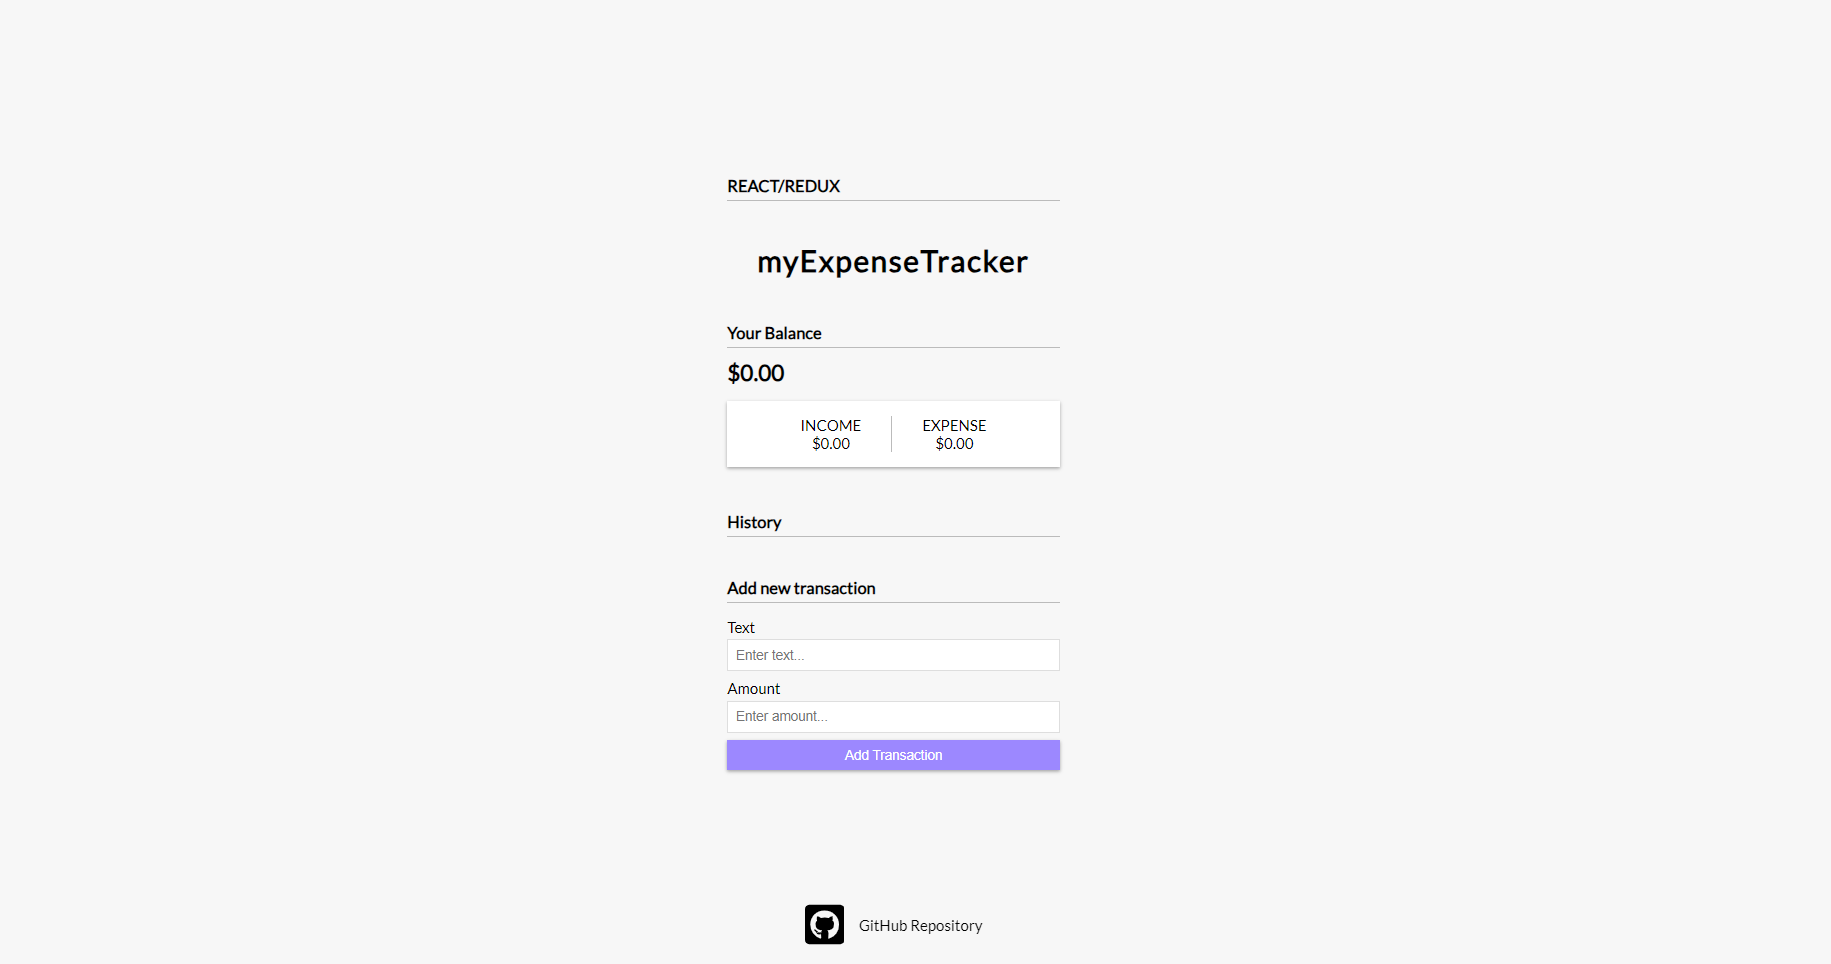 REACT/REDUX
myExpenseTracker
Your Balance
$0.00
INCOME EXPENSE
$0.00 $0.00
History
Add new transaction
Text
Enter text...
Amount
Enter amount...
Add Transaction
GitHub Repository